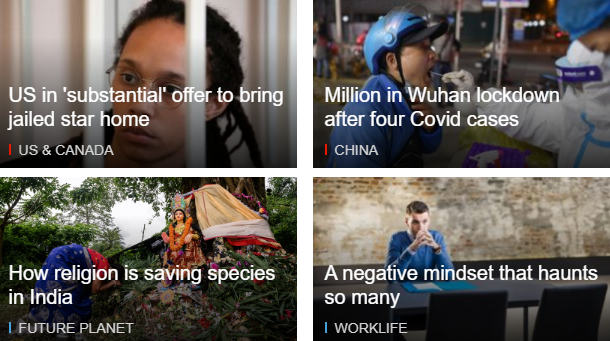 US in 'substantial' offer to bring
jailed star home
US & CANADA
Million in Wuhan lockdown
after four Covid cases
CHINA
How religion is saving species
in India
FUTURE PLANET
A negative mindset that haunts
so many
WORKLIFE